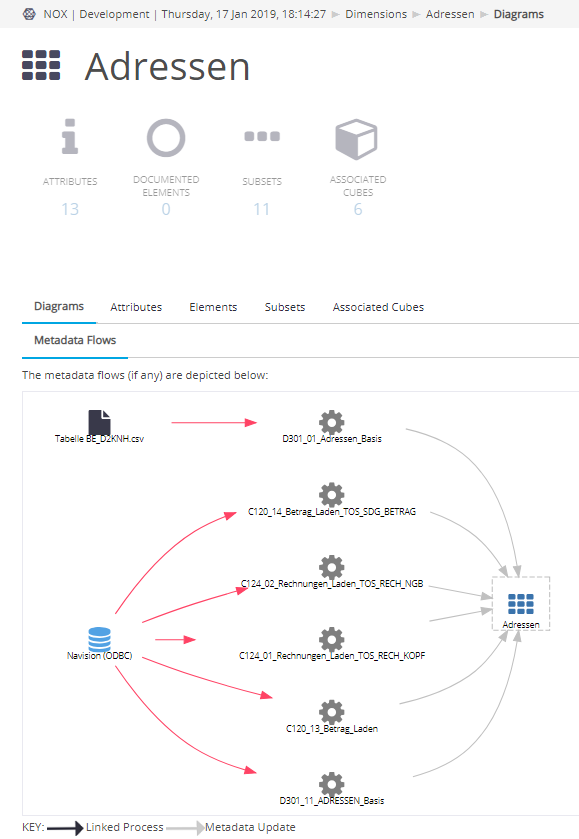 NOX | Development | Thursday, 17 Jan 2019, 18:14:27 Dimensions Adressen Diagrams
Adressen
ATTRIBUTES
13
DOCUMENTED
ELEMENTS
0
SUBSETS
11
ASSOCIATED
CUBES
6
Diagrams Attributes Elements Subsets Associated Cubes
Metadata Flows
The metadata flows (if any) are depicted below:
Tabelle BE_D2KNH.csv
D301_01_Adressen_Basis
C120_14_Betrag_Laden_TOS_SDG_BETRAG
C124_02_Rechnungen_Laden_TOS_RECH_NGB
Adressen
Navision (ODBC)
C124_01_Rechnungen_Laden_TOS_RECH_KOPF
C120_13_Betrag_Laden
D301_11_ADRESSEN_Basis
KEY: Linked Process Metadata Update